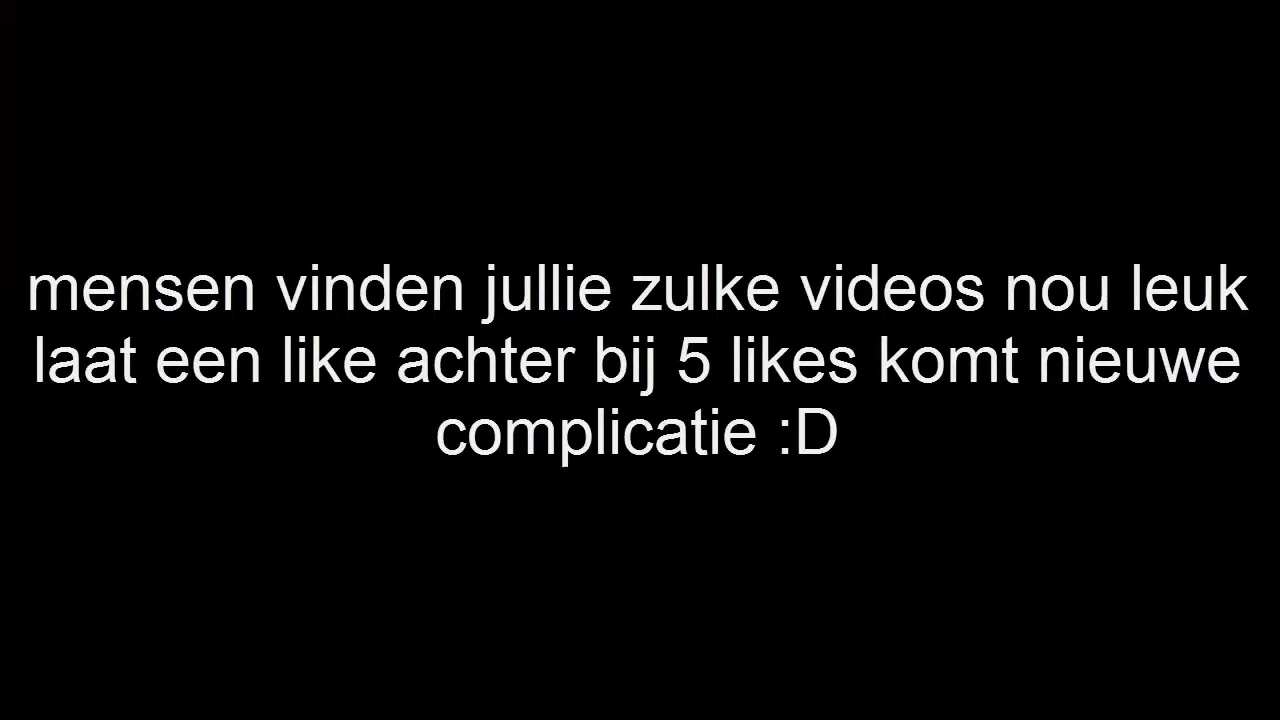 mensen vinden jullie zulke videos nou leuk
laat een like achter bij 5 likes komt nieuwe
complicatie :D